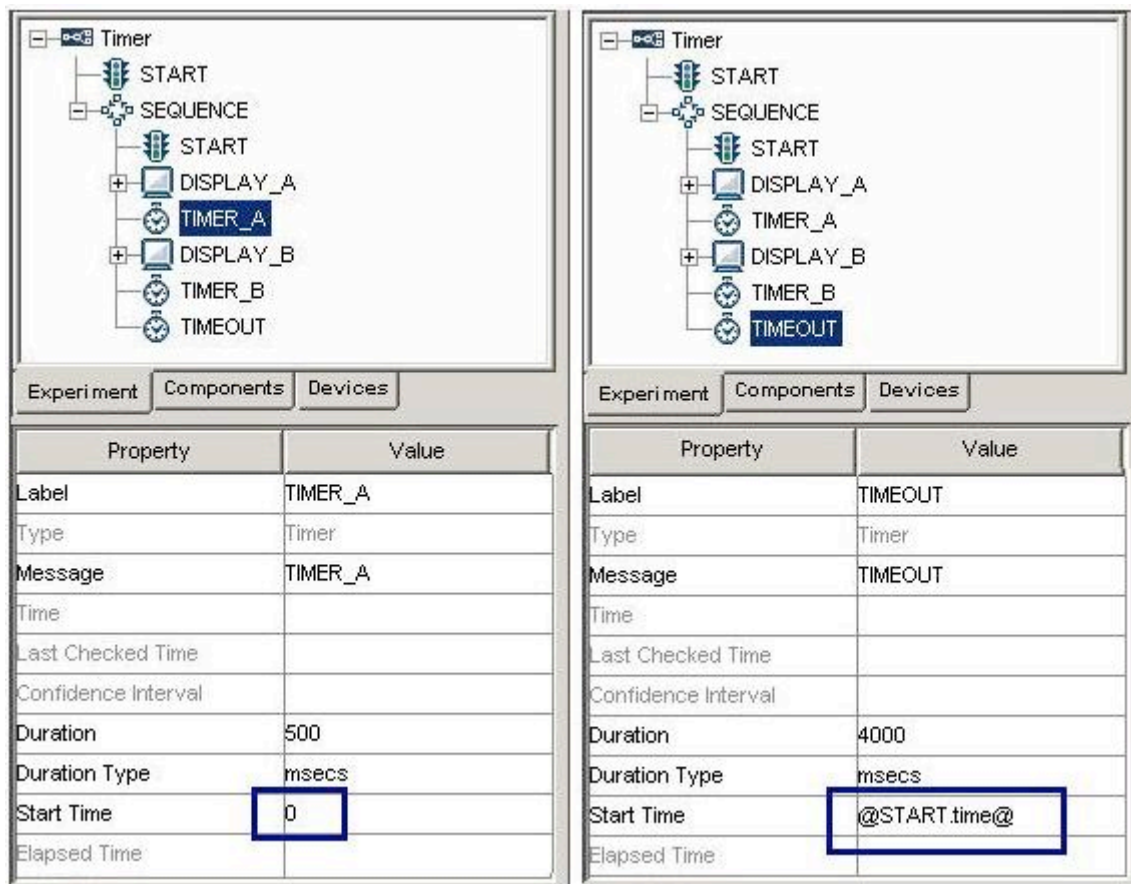 Timer
START
SEQUENCE
START
DISPLAY_A
TIMER_A
DISPLAY_B
TIMER_B
TIMEOUT
Experiment Components Devices
Property Value
Label TIMER_A
Type Timer
Message TIMER_A
Time
Last Checked Time
Confidence Interval
Duration 500
Duration Type msecs
Start Time 0
Elapsed Time
Timer
START
SEQUENCE
START
DISPLAY_A
TIMER_A
DISPLAY_B
TIMER_B
TIMEOUT
Experiment Components Devices
Property Value
Label TIMEOUT
Type Timer
Message TIMEOUT
Time
Last Checked Time
Confidence Interval
Duration 4000
Duration Type msecs
Start Time @START.time@
Elapsed Time